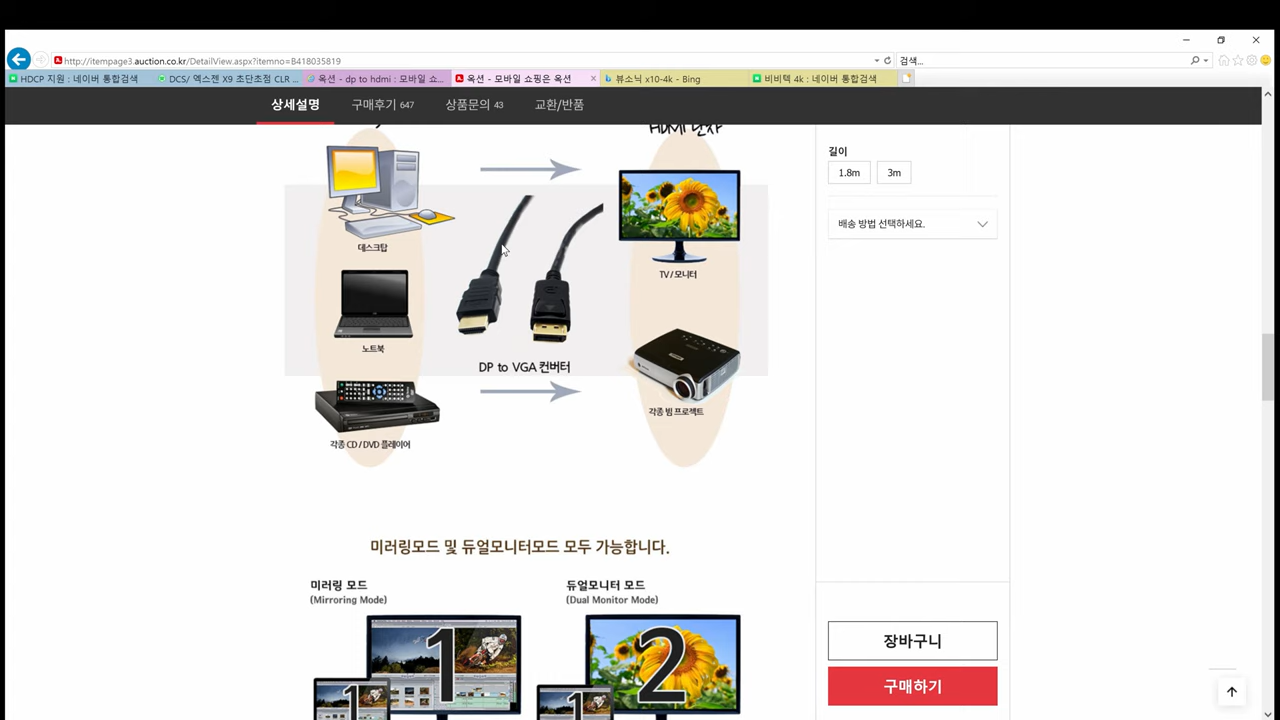 http://itempage3.auction.co.kr/DetailView.aspx?itemno=B418035819
검색...
HDCP 지원 : 네이버 통합검색
DCS/ 엑스젠 X9 초단초점 CLR ...
옥션 - dp to hdmi : 모바일 쇼...
옥션 - 모바일 쇼핑은 옥션
뷰소닉 x10-4k - Bing
비비텍 4k : 네이버 통합검색
상세설명
구매후기 647
상품문의 43
교환/반품
HDMI 단자
길이
1.8m
3m
배송 방법 선택하세요.
데스크탑
TV / 모니터
노트북
DP to VGA 컨버터
각종 빔 프로젝트
각종 CD / DVD 플레이어
미러링모드 및 듀얼모니터모드 모두 가능합니다.
미러링 모드
(Mirroring Mode)
듀얼모니터 모드
(Dual Monitor Mode)
1
2
1
1
장바구니
구매하기